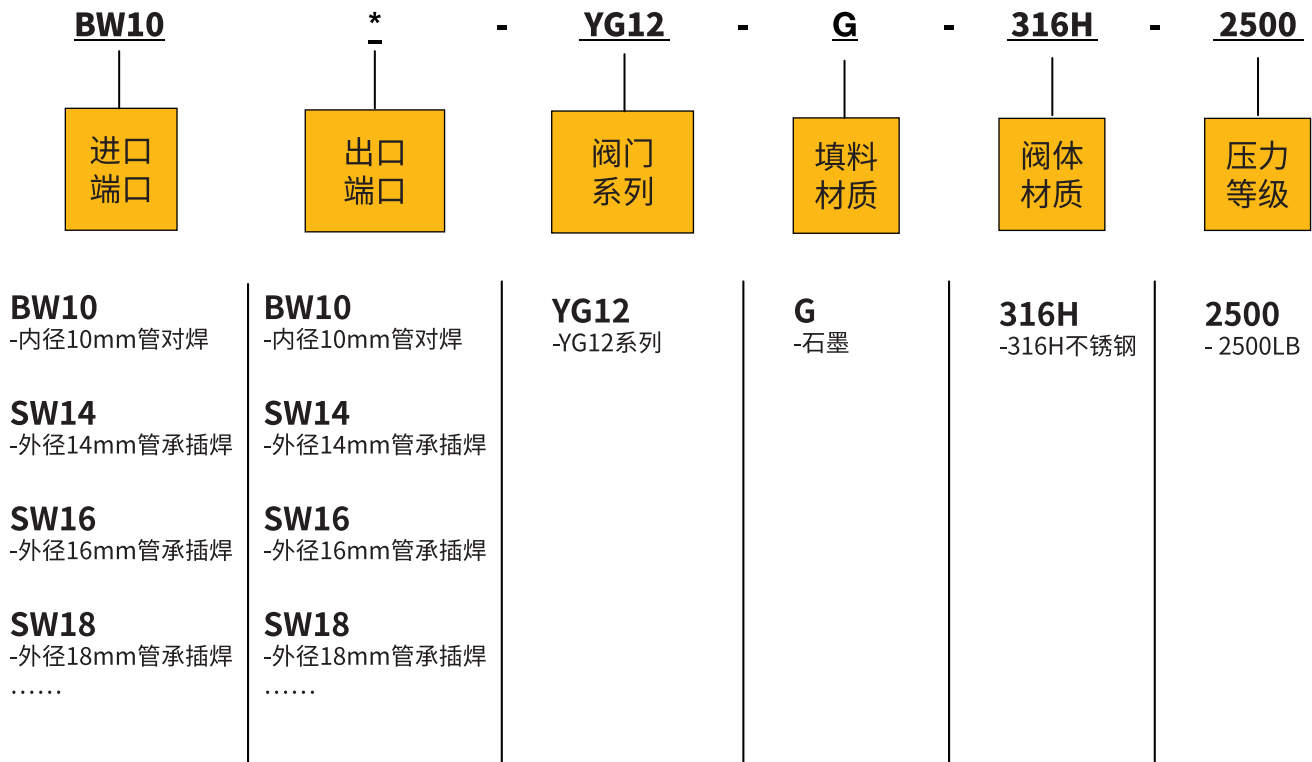 BW10 * - YG12 - G - 316H - 2500
进口
端口
出口
端口
阀门
系列
填料
材质
阀体
材质
压力
等级
BW10
-内径10mm管对焊
SW14
-外径14mm管承插焊
SW16
-外径16mm管承插焊
SW18
-外径18mm管承插焊
……
BW10
-内径10mm管对焊
SW14
-外径14mm管承插焊
SW16
-外径16mm管承插焊
SW18
-外径18mm管承插焊
……
YG12
-YG12系列
G
-石墨
316H
-316H不锈钢
2500
- 2500LB